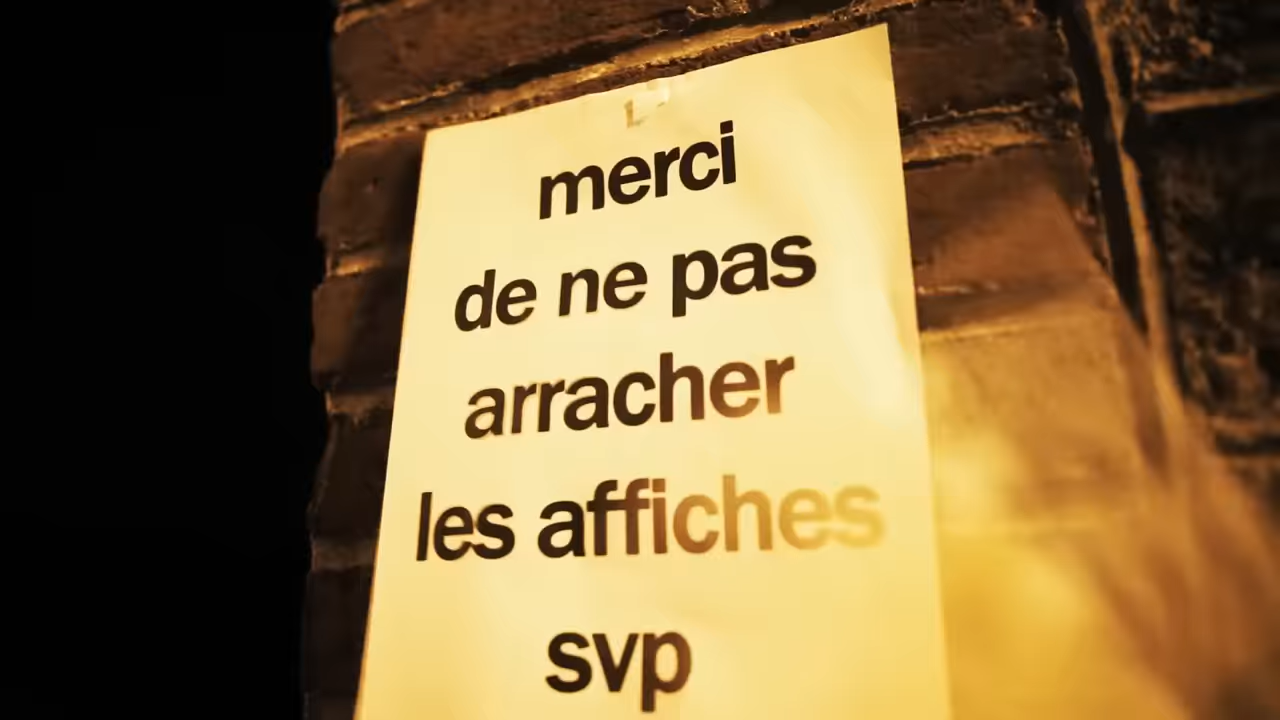 merci
de ne pas
arracher
les affiches
svp